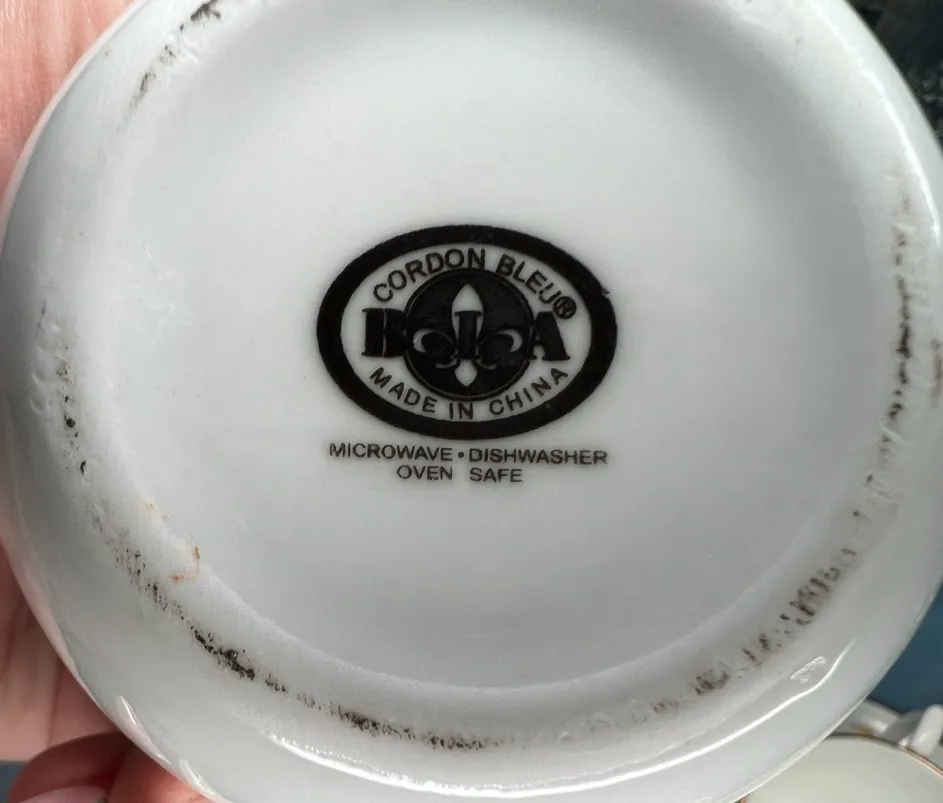 CORDON BLEU®
BIA
MADE IN CHINA
MICROWAVE • DISHWASHER
OVEN SAFE